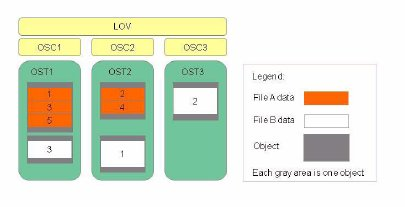 LOV
OSC1 OSC2 OSC3
OST1 OST2 OST3
1 2
3 4 2
5
3 1
Legend:
File A data
File B data
Object
Each gray area is one object